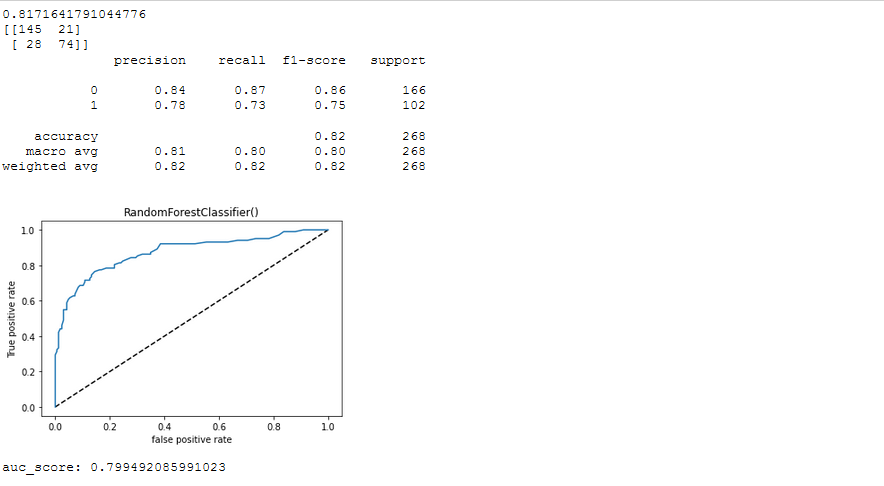 0.8171641791044776
[[145 21]
[ 28 74]]
precision recall f1-score support
0 0.84 0.87 0.86 166
1 0.78 0.73 0.75 102
accuracy 0.82 268
macro avg 0.81 0.80 0.80 268
weighted avg 0.82 0.82 0.82 268
RandomForestClassifier()
1.0
0.8
0.6
0.4
0.2
0.0
True positive rate
0.0 0.2 0.4 0.6 0.8 1.0
false positive rate
auc_score: 0.799492085991023